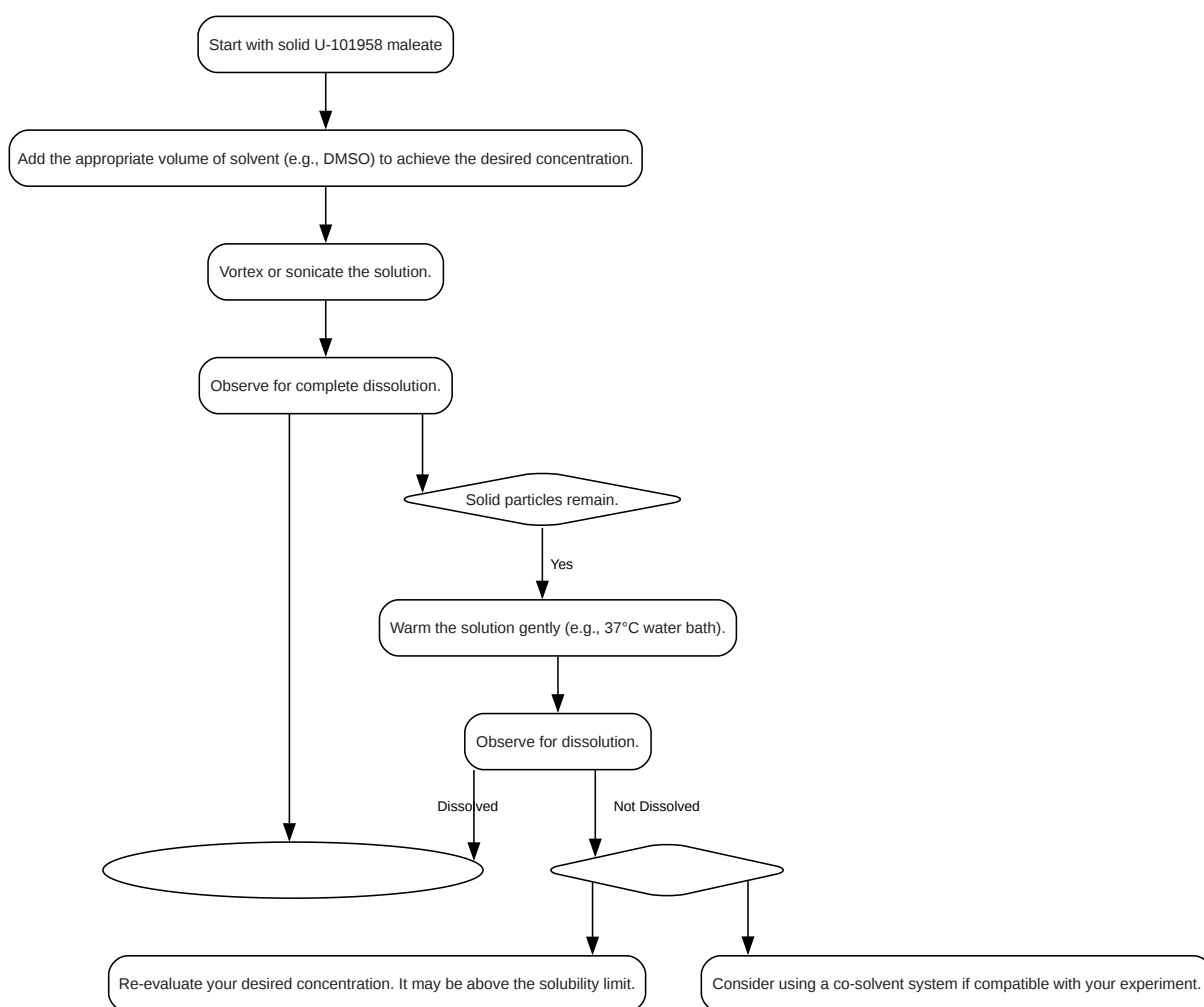 Start with solid U-101958 maleate
Add the appropriate volume of solvent (e.g., DMSO) to achieve the desired concentration.
Vortex or sonicate the solution.
Observe for complete dissolution.
Solid particles remain.
Yes
Warm the solution gently (e.g., 37°C water bath).
Observe for dissolution.
Dissolved
Not Dissolved
Re-evaluate your desired concentration. It may be above the solubility limit.
Consider using a co-solvent system if compatible with your experiment.